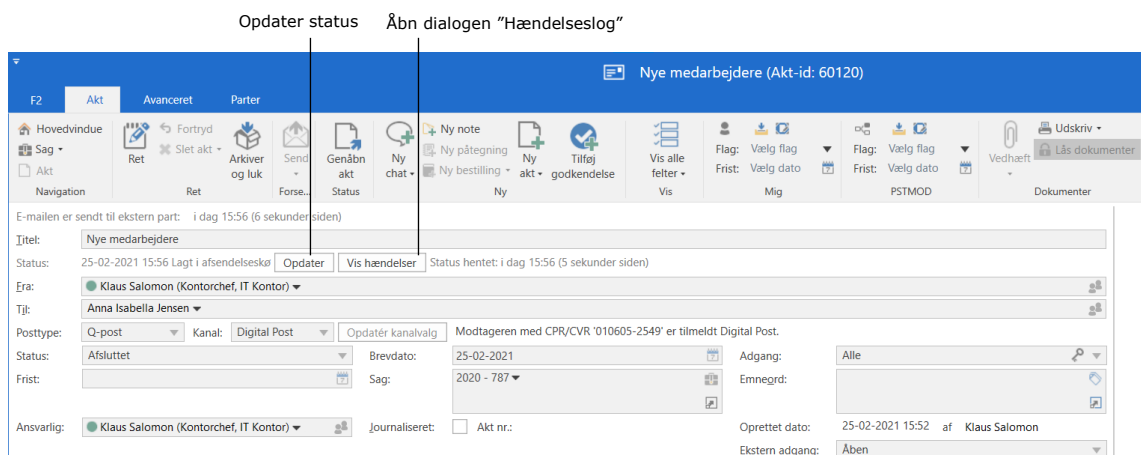 Opdater status Åbn dialogen ”Hændelseslog”
Nye medarbejdere (Akt-id: 60120)
F2 Akt Avanceret Parter
Hovedvindue
Sag
Akt
Navigation
Ret
Fortryd
Slet akt
Arkiver
og luk
Ret
Send
Forse...
Genåbn
akt
Status
Ny
chat
Ny note
Ny påtegning
Ny bestilling
Ny
akt
Tilføj
godkendelse
Ny
Vis alle
felter
Vis
Flag: Vælg flag
Frist: Vælg dato
Mig
Flag: Vælg flag
Frist: Vælg dato
PSTMOD
Vedhæft
Udskriv
Lås dokumenter
Dokumenter
E-mailen er sendt til ekstern part: i dag 15:56 (6 sekunder siden)
Titel: Nye medarbejdere
Status: 25-02-2021 15:56 Lagt i afsendelseskø Opdater Vis hændelser Status hentet: i dag 15:56 (5 sekunder siden)
Fra: Klaus Salomon (Kontorchef, IT Kontor)
Til: Anna Isabella Jensen
Posttype: Q-post Kanal: Digital Post Opdatér kanalvalg Modtageren med CPR/CVR '010605-2549' er tilmeldt Digital Post.
Status: Afsluttet Brevdato: 25-02-2021 Adgang: Alle
Frist: Sag: 2020 - 787 Emneord:
Ansvarlig: Klaus Salomon (Kontorchef, IT Kontor) Journaliseret: Akt nr.: Oprettet dato: 25-02-2021 15:52 af Klaus Salomon
Ekstern adgang: Åben